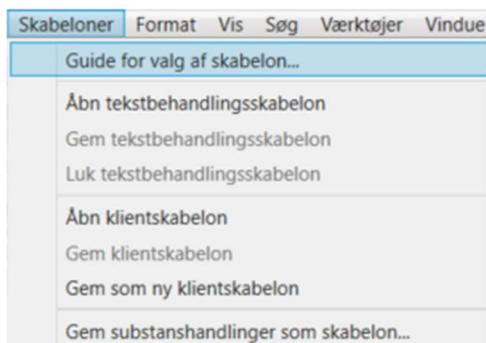 Skabeloner Format Vis Søg Værktøjer Vindue
Guide for valg af skabelon...
Åbn tekstbehandlingsskabelon
Gem tekstbehandlingsskabelon
Luk tekstbehandlingsskabelon
Åbn klientskabelon
Gem klientskabelon
Gem som ny klientskabelon
Gem substanshandlinger som skabelon...